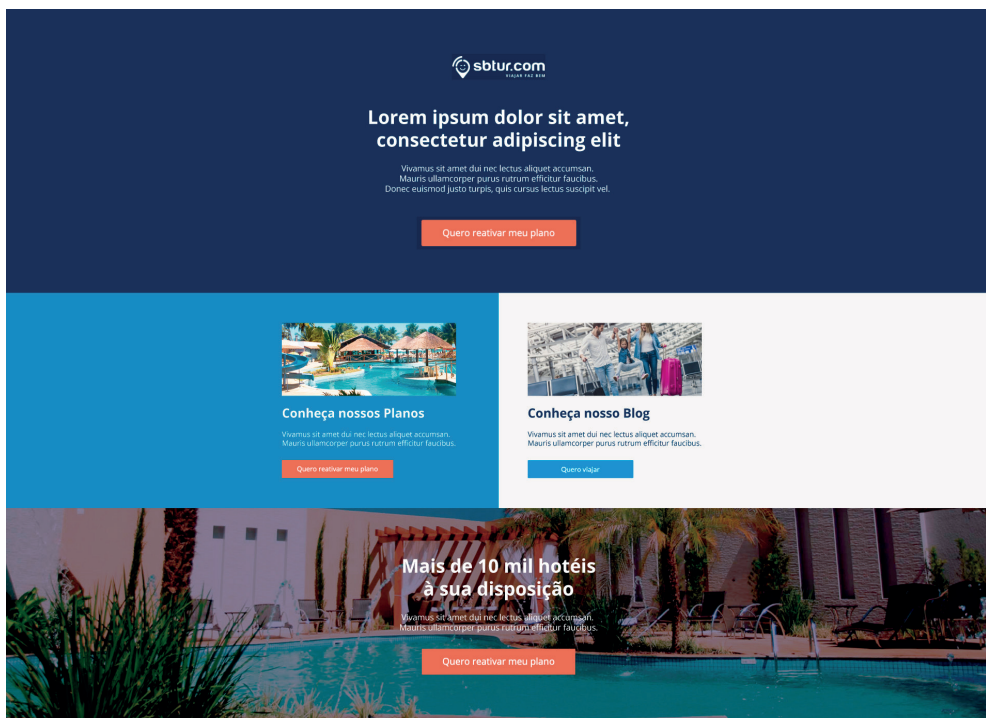 sbtur.com
VIAJAR FAZ BEM
Lorem ipsum dolor sit amet,
consectetur adipiscing elit
Vivamus sit amet dui nec lectus aliquet accumsan.
Mauris ullamcorper purus rutrum efficitur faucibus.
Donec euismod justo turpis, quis cursus lectus suscipit vel.
Quero reativar meu plano
Conheça nossos Planos
Vivamus sit amet dui nec lectus aliquet accumsan.
Mauris ullamcorper purus rutrum efficitur faucibus.
Quero reativar meu plano
Conheça nosso Blog
Vivamus sit amet dui nec lectus aliquet accumsan.
Mauris ullamcorper purus rutrum efficitur faucibus.
Quero viajar
Mais de 10 mil hotéis
à sua disposição
Vivamus sit amet dui nec lectus aliquet accumsan.
Mauris ullamcorper purus rutrum efficitur faucibus.
Quero reativar meu plano